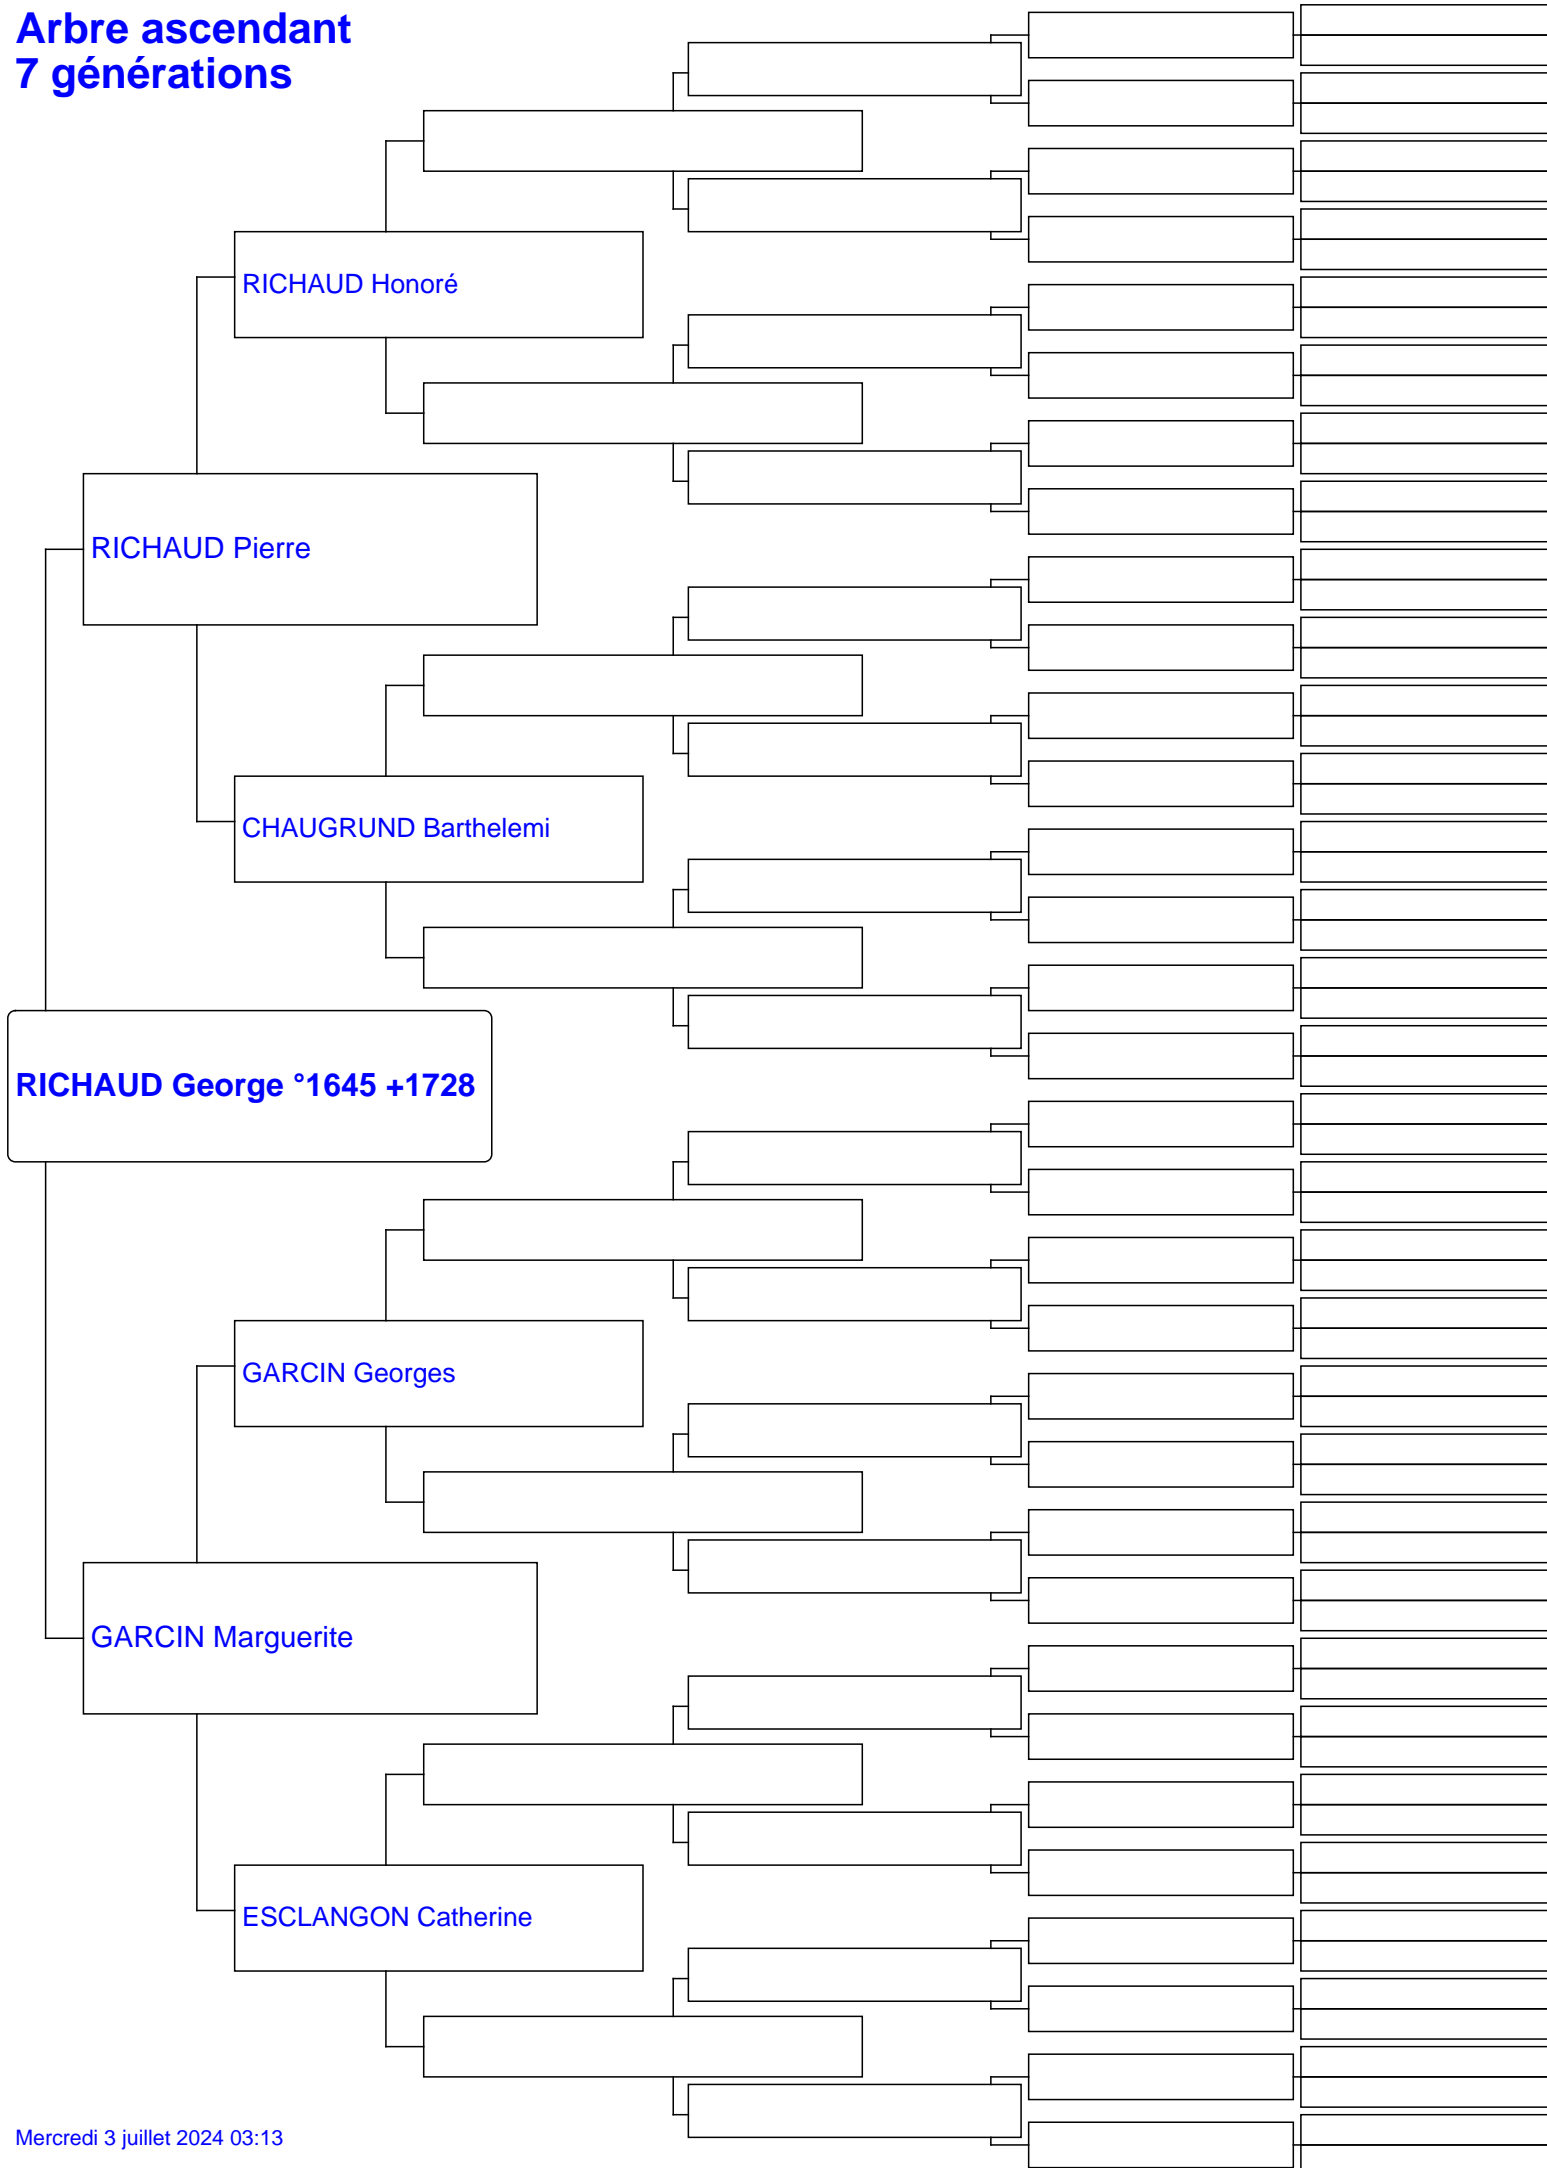 Arbre ascendant
7 générations
RICHAUD Honoré
RICHAUD Pierre
CHAUGRUND Barthelemi
RICHAUD George °1645 +1728
GARCIN Georges
GARCIN Marguerite
ESCLANGON Catherine
Mercredi 3 juillet 2024 03:13